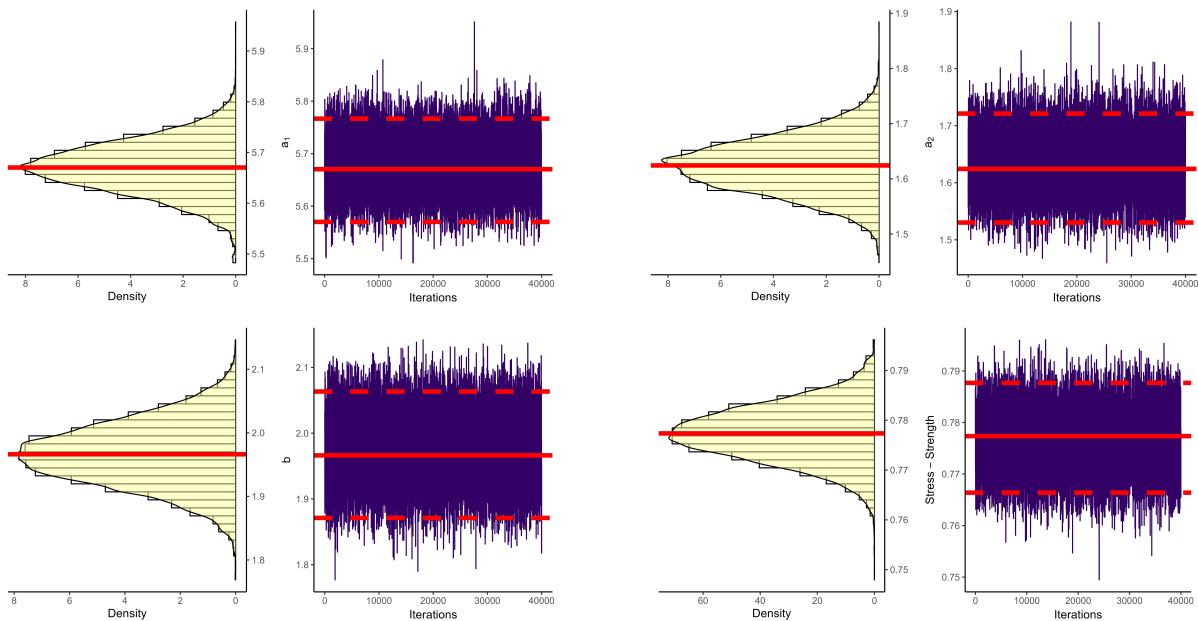 5.9
5.8
5.7
5.6
5.5
8 6 4 2 0
Density
a1
5.9
5.8
5.7
5.6
5.5
0 10000 20000 30000 40000
Iterations
1.9
1.8
1.7
1.6
1.5
8 6 4 2 0
Density
a2
1.9
1.8
1.7
1.6
1.5
0 10000 20000 30000 40000
Iterations
2.1
2.0
1.9
1.8
8 6 4 2 0
Density
b
2.1
2.0
1.9
1.8
0 10000 20000 30000 40000
Iterations
0.79
0.78
0.77
0.76
0.75
60 40 20 0
Density
Stress − Strength
0.79
0.78
0.77
0.76
0.75
0 10000 20000 30000 40000
Iterations